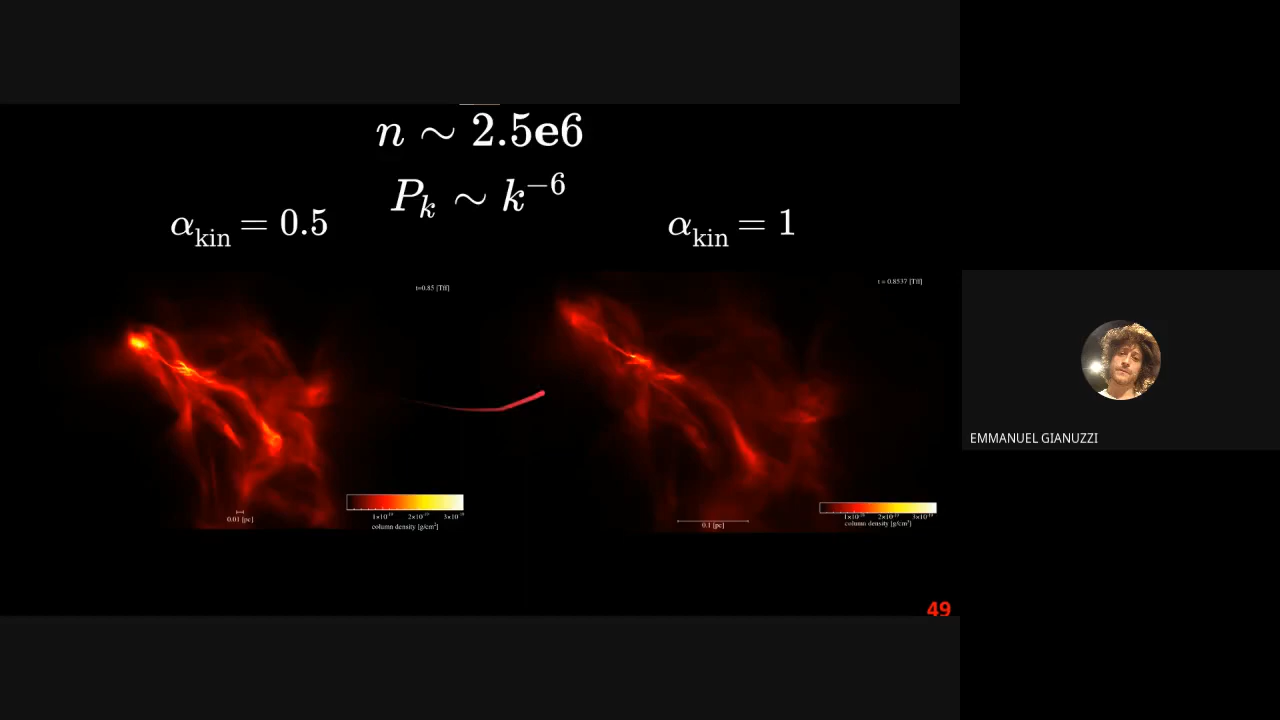 n ∼ 2.5e6
P_k ∼ k^{-6}
α_kin = 0.5
α_kin = 1
t=0.85 [Tff]
t = 0.8537 [Tff]
0.01 [pc]
column density [g/cm²]
0.1 [pc]
column density [g/cm²]
49
EMMANUEL GIANUZZI